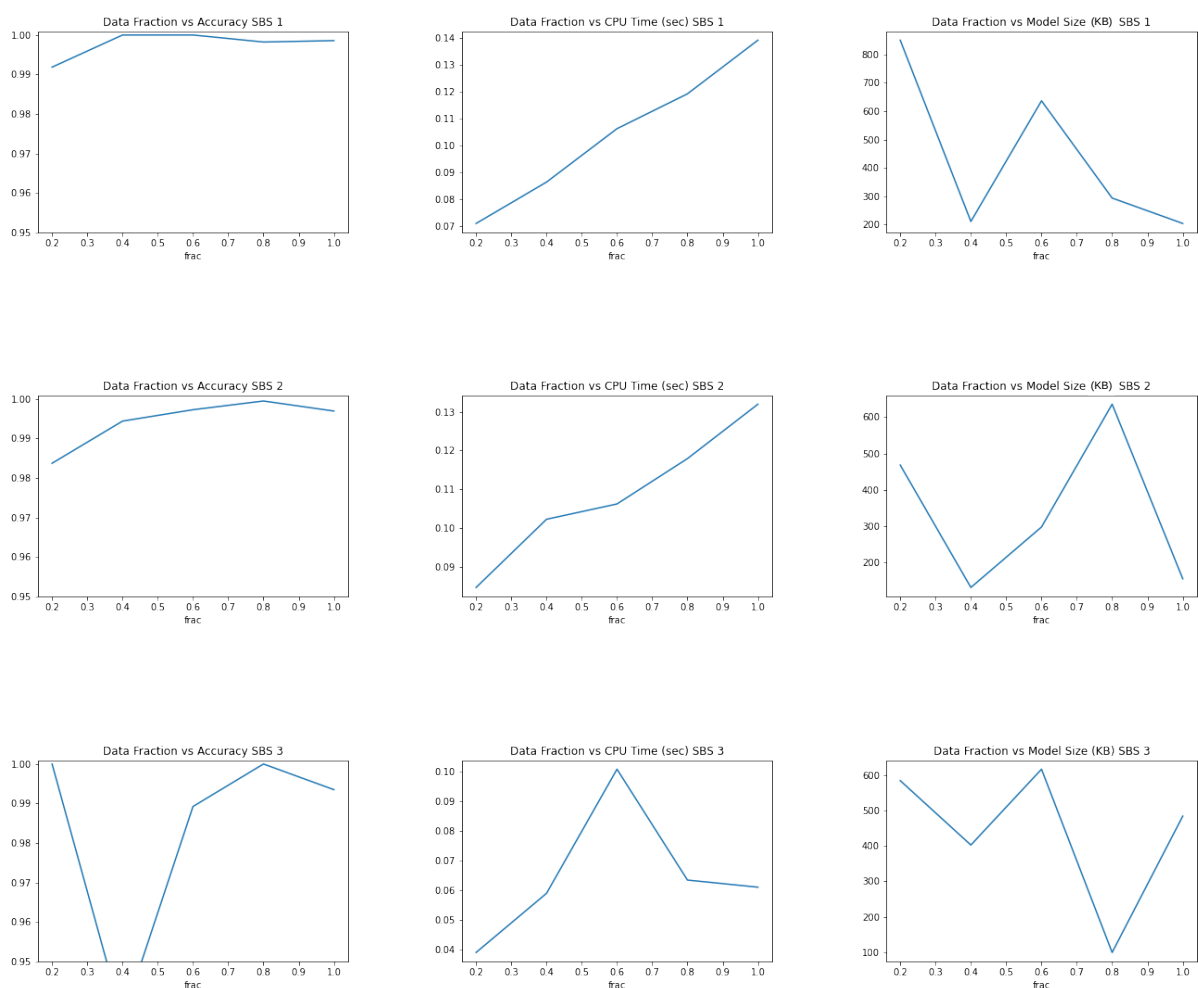 Data Fraction vs Accuracy SBS 1
1.00
0.99
0.98
0.97
0.96
0.95
0.2 0.3 0.4 0.5 0.6 0.7 0.8 0.9 1.0
frac
Data Fraction vs CPU Time (sec) SBS 1
0.14
0.13
0.12
0.11
0.10
0.09
0.08
0.07
0.2 0.3 0.4 0.5 0.6 0.7 0.8 0.9 1.0
frac
Data Fraction vs Model Size (KB) SBS 1
800
700
600
500
400
300
200
0.2 0.3 0.4 0.5 0.6 0.7 0.8 0.9 1.0
frac
Data Fraction vs Accuracy SBS 2
1.00
0.99
0.98
0.97
0.96
0.95
0.2 0.3 0.4 0.5 0.6 0.7 0.8 0.9 1.0
frac
Data Fraction vs CPU Time (sec) SBS 2
0.13
0.12
0.11
0.10
0.09
0.2 0.3 0.4 0.5 0.6 0.7 0.8 0.9 1.0
frac
Data Fraction vs Model Size (KB) SBS 2
600
500
400
300
200
0.2 0.3 0.4 0.5 0.6 0.7 0.8 0.9 1.0
frac
Data Fraction vs Accuracy SBS 3
1.00
0.99
0.98
0.97
0.96
0.95
0.2 0.3 0.4 0.5 0.6 0.7 0.8 0.9 1.0
frac
Data Fraction vs CPU Time (sec) SBS 3
0.10
0.09
0.08
0.07
0.06
0.05
0.04
0.2 0.3 0.4 0.5 0.6 0.7 0.8 0.9 1.0
frac
Data Fraction vs Model Size (KB) SBS 3
600
500
400
300
200
100
0.2 0.3 0.4 0.5 0.6 0.7 0.8 0.9 1.0
frac